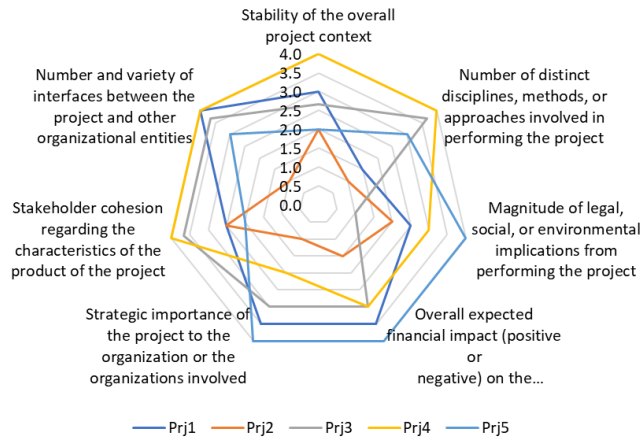 Stability of the overall
project context
4.0
3.5
3.0
2.5
2.0
1.5
1.0
0.5
0.0
Number of distinct
disciplines, methods, or
approaches involved in
performing the project
Magnitude of legal,
social, or environmental
implications from
performing the project
Overall expected
financial impact (positive
or
negative) on the…
Strategic importance of
the project to the
organization or the
organizations involved
Stakeholder cohesion
regarding the
characteristics of the
product of the project
Number and variety of
interfaces between the
project and other
organizational entities
Prj1 Prj2 Prj3 Prj4 Prj5